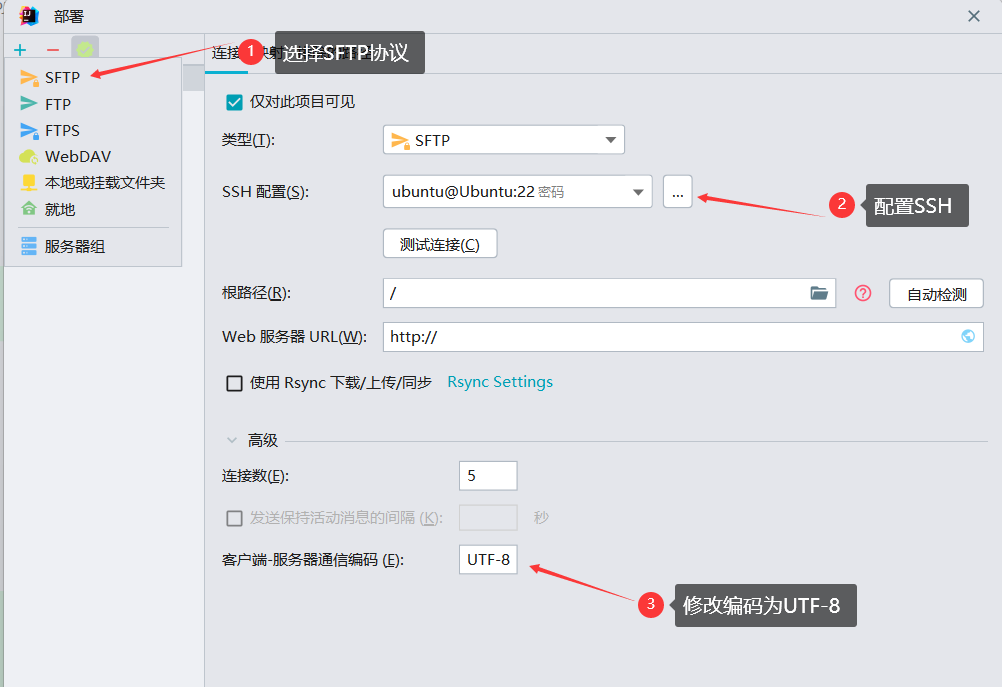 部署
连接
1
选择SFTP协议
SFTP
FTP
FTPS
WebDAV
本地或挂载文件夹
就地
服务器组
仅对此项目可见
类型(T):
SFTP
SSH 配置(S):
ubuntu@Ubuntu:22 密码
...
2
配置SSH
测试连接(C)
根路径(R):
/
?
自动检测
Web 服务器 URL(W):
http://
使用 Rsync 下载/上传/同步
Rsync Settings
高级
连接数(E):
5
发送保持活动消息的间隔 (K):
秒
客户端-服务器通信编码 (E):
UTF-8
3
修改编码为UTF-8